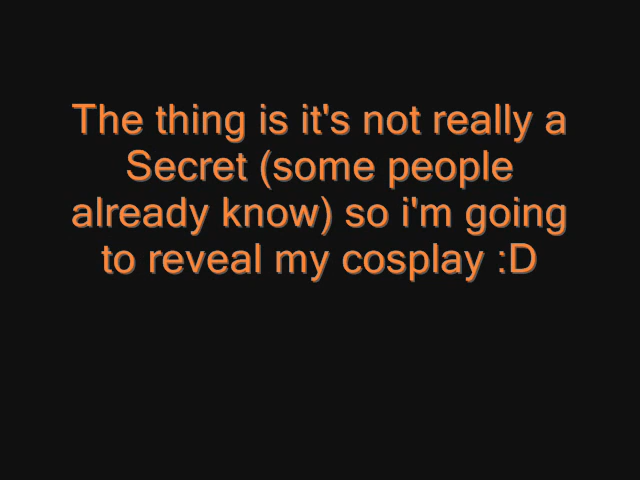 The thing is it's not really a
Secret (some people
already know) so i'm going
to reveal my cosplay :D